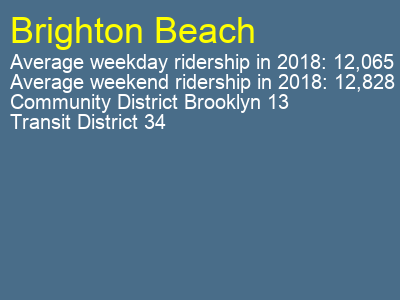 Brighton Beach
Average weekday ridership in 2018: 12,065
Average weekend ridership in 2018: 12,828
Community District Brooklyn 13
Transit District 34